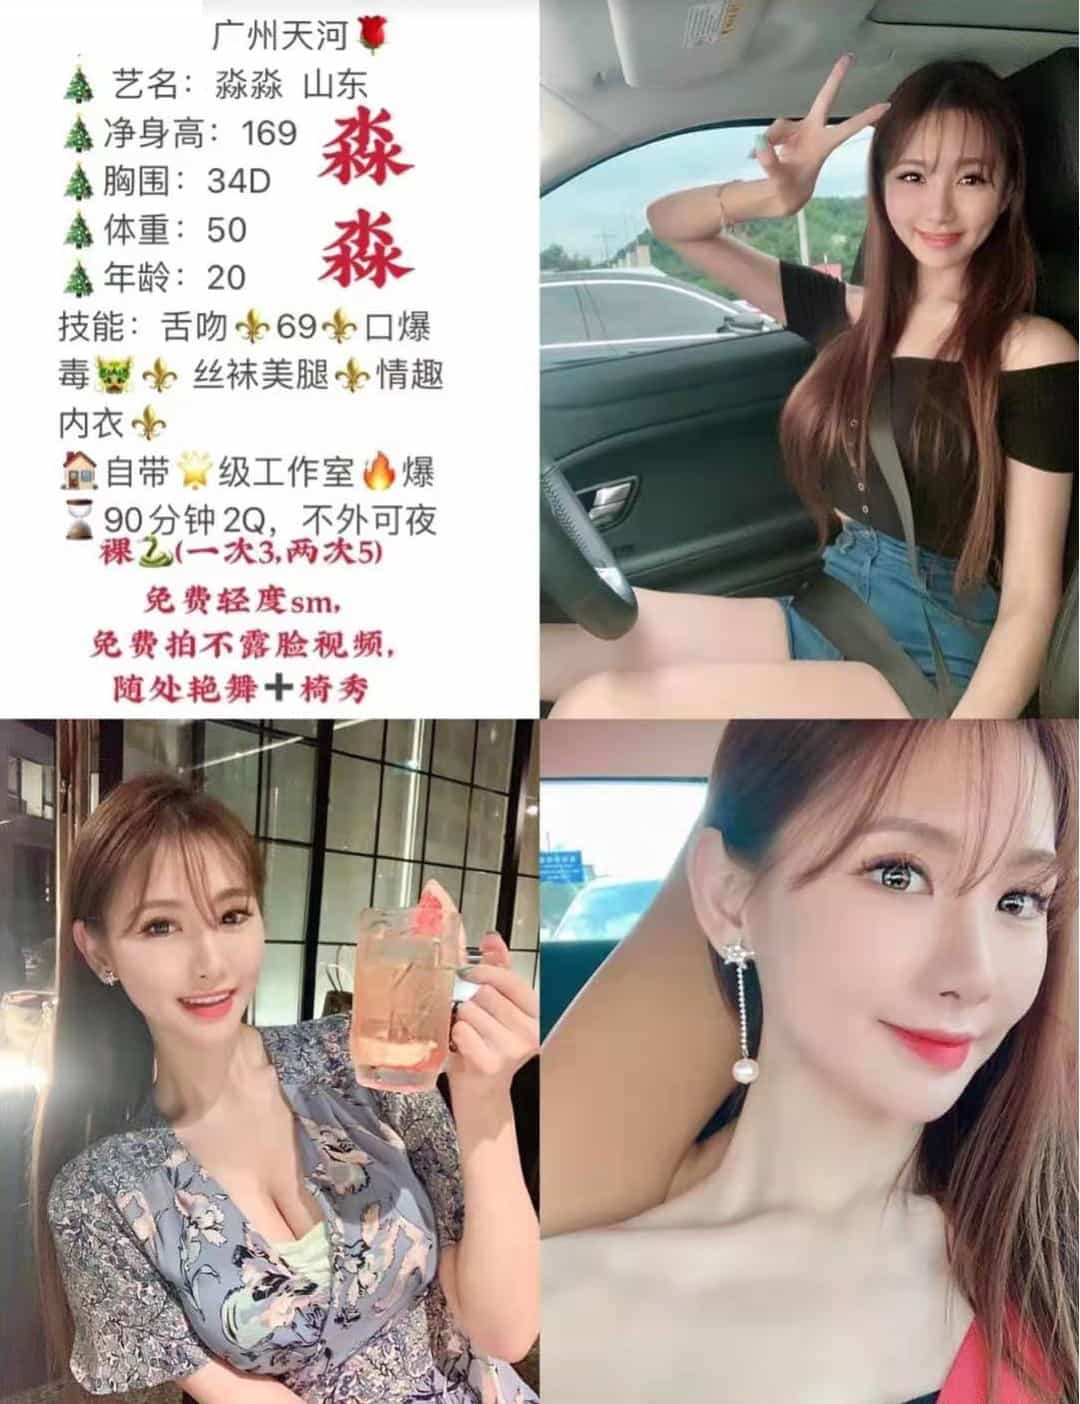 广州天河🌹
🎄 艺名：淼淼 山东
🎄净身高：169
🎄胸围：34D
🎄体重：50
🎄年龄：20
淼
淼
技能：舌吻⚜️69⚜️口爆
毒🐲⚜️ 丝袜美腿⚜️情趣
内衣⚜️
🏠自带🌟级工作室🔥爆
⏳90分钟2Q，不外可夜
裸🐍(一次3,两次5)
免费轻度sm,
免费拍不露脸视频,
随处艳舞➕椅秀